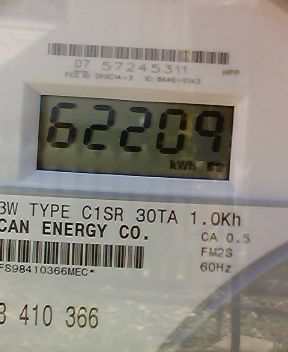 07 57245311
62209
kWh
3W TYPE C1SR 30TA 1.0Kh
CAN ENERGY CO.
CA 0.5
FM2S
60Hz
FS98410366MEC*
8 410 366